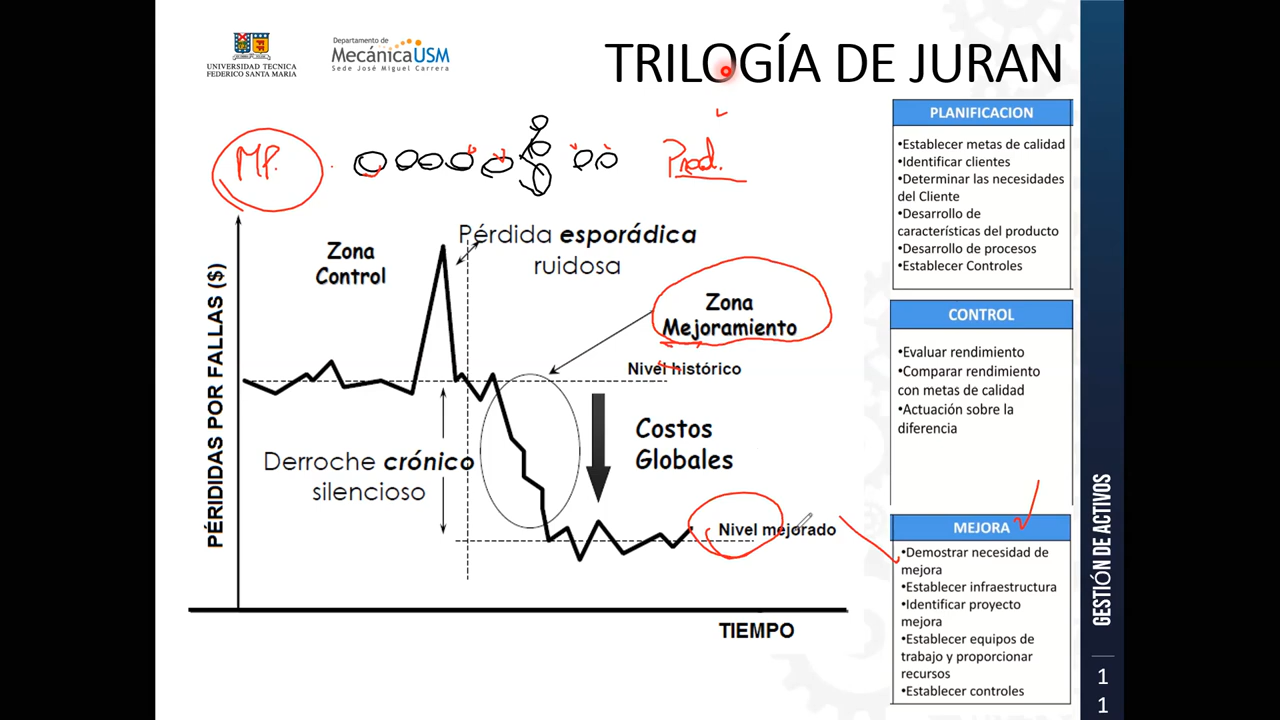 UNIVERSIDAD TECNICA
FEDERICO SANTA MARIA
Departamento de
MecánicaUSM
Sede José Miguel Carrera
TRILOGÍA DE JURAN
MP.
Prod.
PÉRDIDAS POR FALLAS ($)
Zona
Control
Pérdida esporádica
ruidosa
Zona
Mejoramiento
Nivel histórico
Derroche crónico
silencioso
Costos
Globales
Nivel mejorado
TIEMPO
PLANIFICACION
•Establecer metas de calidad
•Identificar clientes
•Determinar las necesidades
del Cliente
•Desarrollo de
características del producto
•Desarrollo de procesos
•Establecer Controles
CONTROL
•Evaluar rendimiento
•Comparar rendimiento
con metas de calidad
•Actuación sobre la
diferencia
MEJORA
•Demostrar necesidad de
mejora
•Establecer infraestructura
•Identificar proyecto
mejora
•Establecer equipos de
trabajo y proporcionar
recursos
•Establecer controles
GESTIÓN DE ACTIVOS
1
1